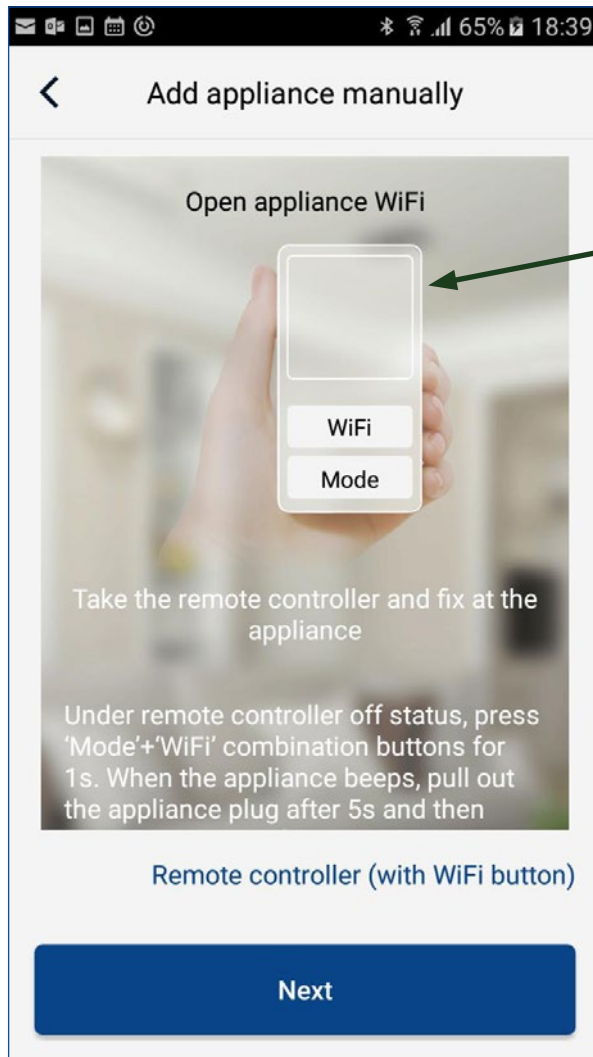 65% 18:39
Add appliance manually
Open appliance WiFi
WiFi
Mode
Take the remote controller and fix at the
appliance
Under remote controller off status, press
‘Mode’+‘WiFi’ combination buttons for
1s. When the appliance beeps, pull out
the appliance plug after 5s and then
Remote controller (with WiFi button)
Next